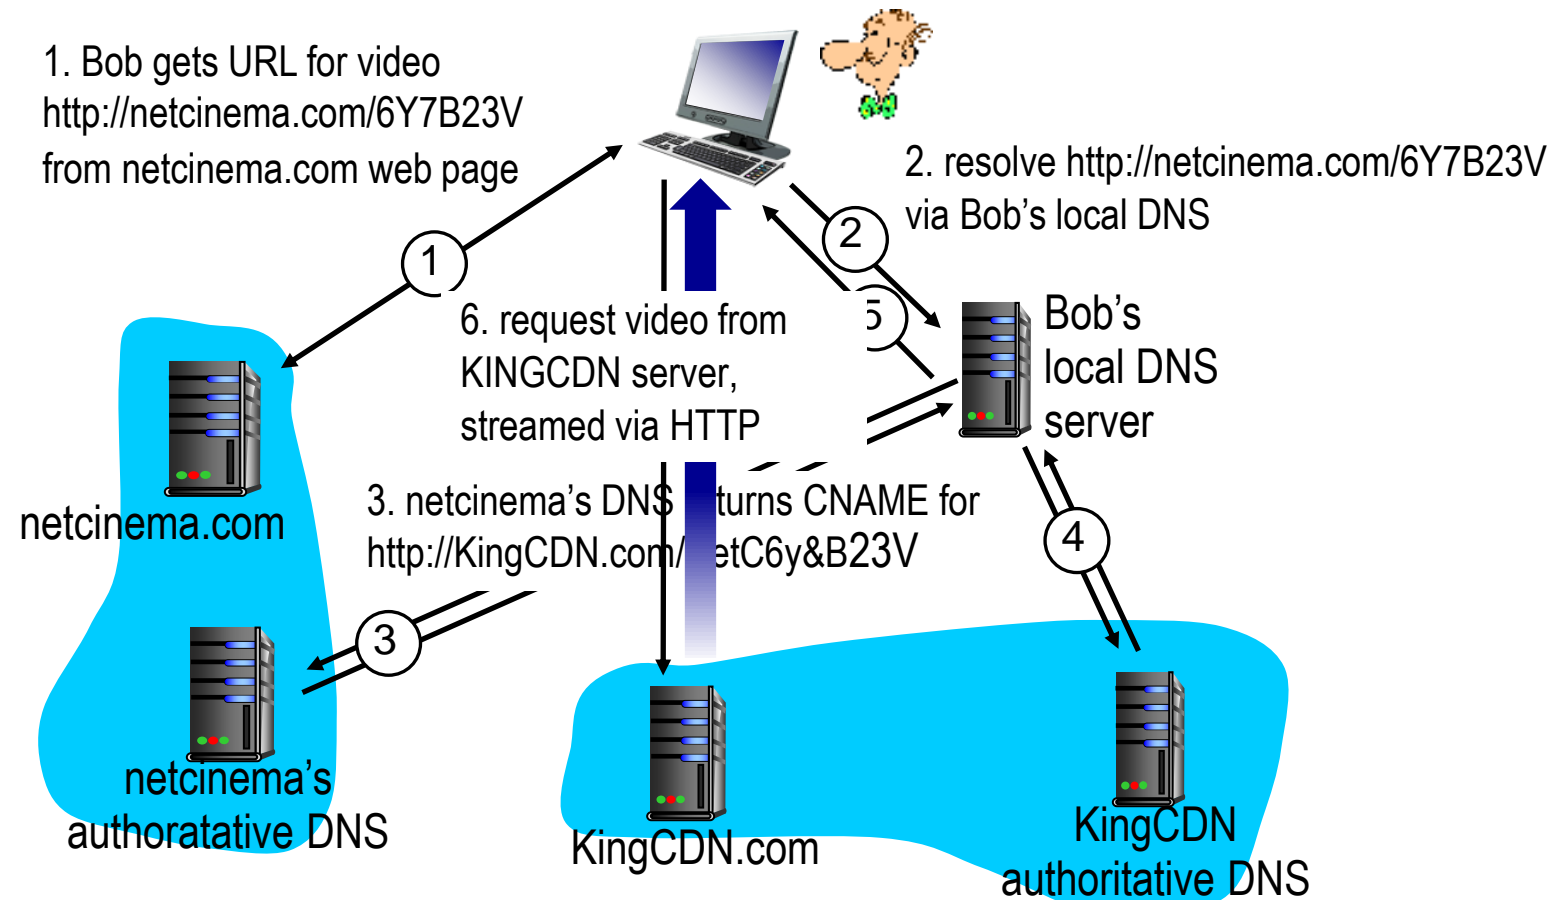 1. Bob gets URL for video
http://netcinema.com/6Y7B23V
from netcinema.com web page
2. resolve http://netcinema.com/6Y7B23V
via Bob's local DNS
1
2
5
6. request video from
KINGCDN server,
streamed via HTTP
Bob's
local DNS
server
netcinema.com
3. netcinema's DNS turns CNAME for
http://KingCDN.com/ etC6y&B23V
4
3
netcinema's
authoratative DNS
KingCDN.com
KingCDN
authoritative DNS